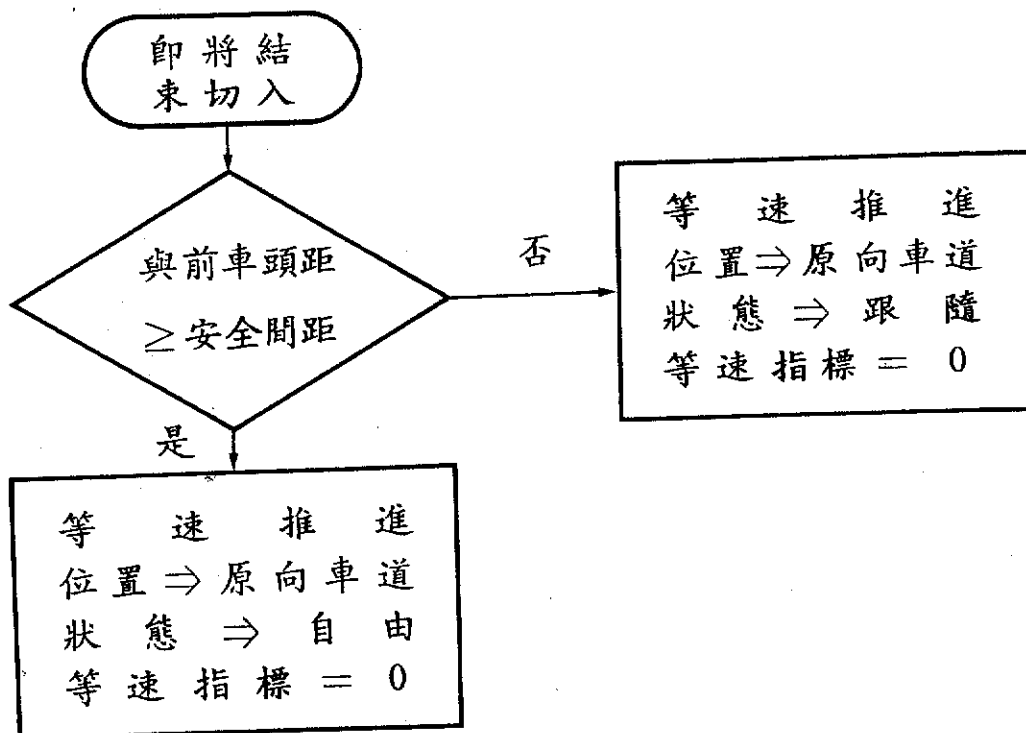 即將結
束切入
與前車頭距
≥安全間距
否
等速推進
位置⇒原向車道
狀態⇒跟隨
等速指標=0
是
等速推進
位置⇒原向車道
狀態⇒自由
等速指標=0